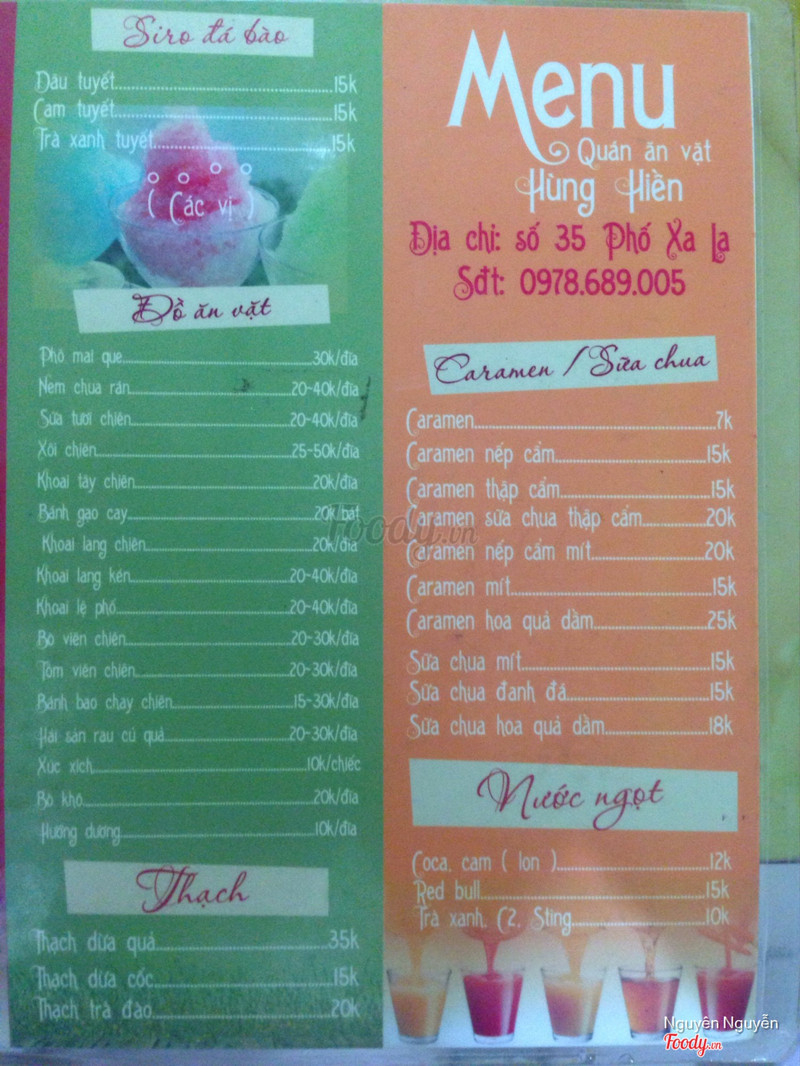 Siro đá bào
Dâu tuyết 15k
Cam tuyết 15k
Trà xanh tuyết 15k
( Các vị )
Đồ ăn vặt
Phô mai que 30k/đĩa
Nem chua rán 20-40k/đĩa
Sữa tươi chiên 20-40k/đĩa
Xôi chiên 25-50k/đĩa
Khoai tây chiên 20k/đĩa
Bánh gạo cay 20k/bát
Khoai lang chiên 20k/đĩa
Khoai lang kén 20-40k/đĩa
Khoai lệ phố 20-40k/đĩa
Bò viên chiên 20-30k/đĩa
Tôm viên chiên 20-30k/đĩa
Bánh bao chay chiên 15-30k/đĩa
Hải sản rau củ quả 20-30k/đĩa
Xúc xích 10k/chiếc
Bò khô 20k/đĩa
Hướng dương 10k/đĩa
Thạch
Thạch dừa quả 35k
Thạch dừa cốc 15k
Thạch trà đào 20k
Menu
Quán ăn vặt
Hùng Hiền
Địa chỉ: số 35 Phố Xa La
Sđt: 0978.689.005
Caramen / Sữa chua
Caramen 7k
Caramen nếp cẩm 15k
Caramen thập cẩm 15k
Caramen sữa chua thập cẩm 20k
Caramen nếp cẩm mít 20k
Caramen mít 15k
Caramen hoa quả dầm 25k
Sữa chua mít 15k
Sữa chua đanh đá 15k
Sữa chua hoa quả dầm 18k
Nước ngọt
Coca, cam ( lon ) 12k
Red bull 15k
Trà xanh, C2, Sting 10k
Foody.vn
Nguyên Nguyễn
Foody.vn